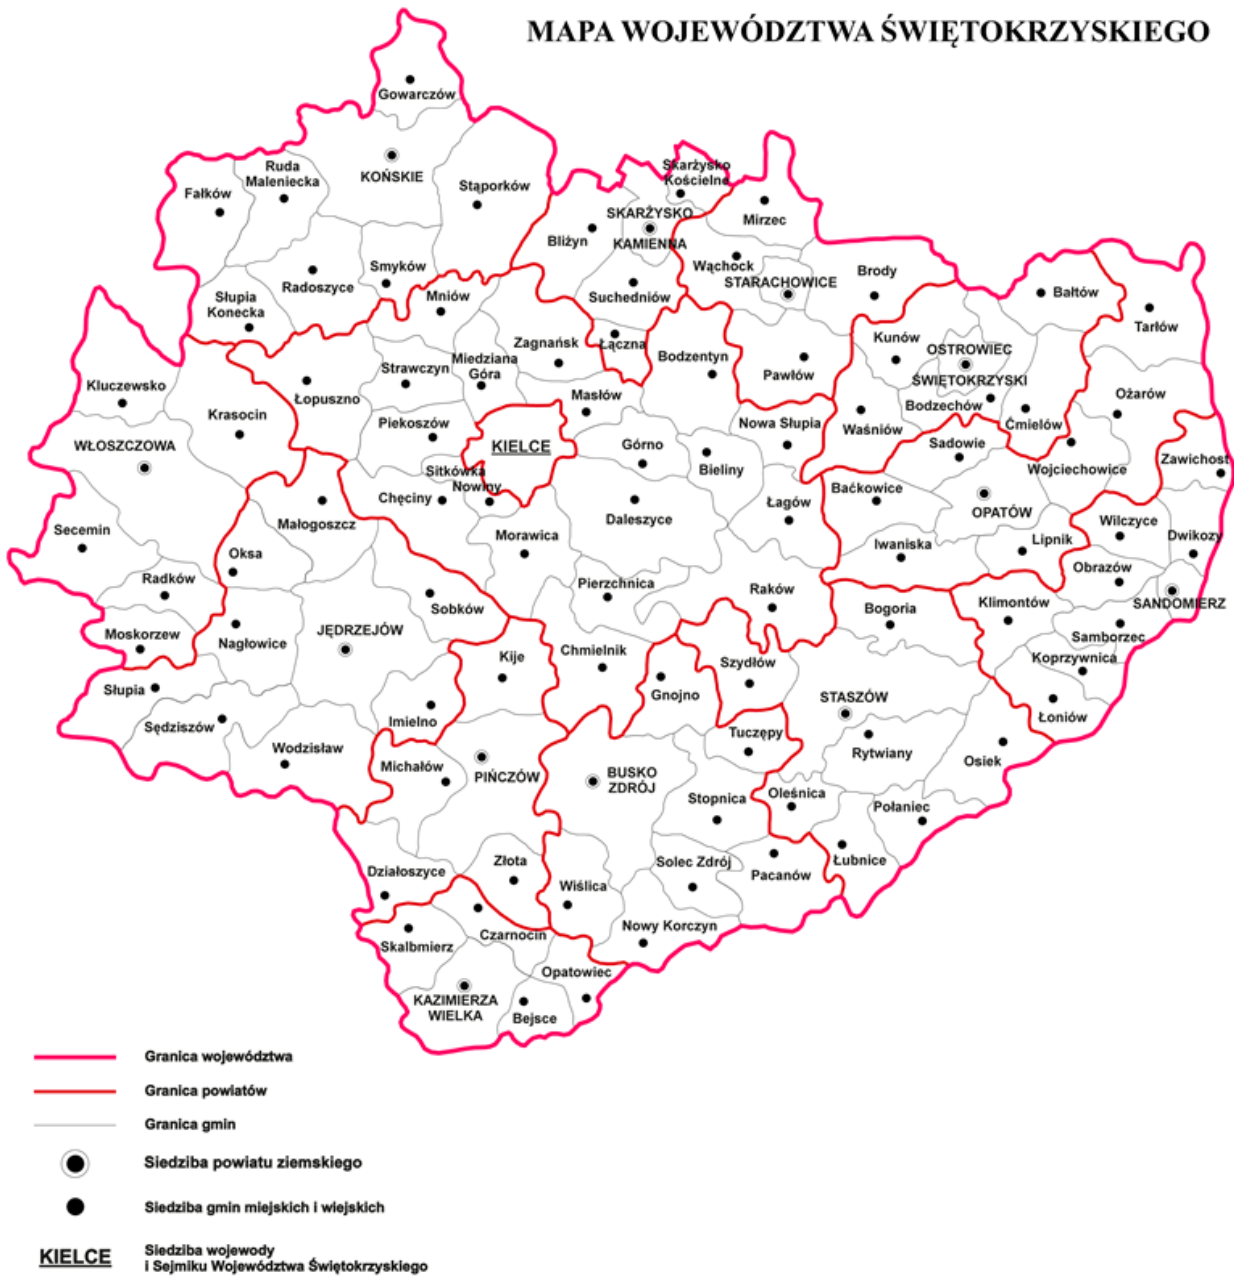 MAPA WOJEWÓDZTWA ŚWIĘTOKRZYSKIEGO
Gowarczów
Ruda
Maleniecka
KOŃSKIE
Fałków
Stąporków
Skarżysko
Kościelne
SKARŻYSKO
KAMIENNA
Mirzec
Bliżyn
Smyków
Radoszyce
Wąchock
STARACHOWICE
Brody
Słupia
Konecka
Mniów
Suchedniów
Bałtów
Tarłów
Zagnańsk
Łączna
Bodzentyn
Kunów
OSTROWIEC
ŚWIĘTOKRZYSKI
Strawczyn
Miedziana
Góra
Pawłów
Kluczewsko
Łopuszno
Masłów
Bodzechów
Ożarów
Krasocin
Piekoszów
Nowa Słupia
Waśniów
Ćmielów
WŁOSZCZOWA
KIELCE
Górno
Sadowie
Sitkówka
Nowiny
Bieliny
Wojciechowice
Zawichost
Chęciny
Baćkowice
Małogoszcz
Łagów
OPATÓW
Daleszyce
Wilczyce
Secemin
Morawica
Iwaniska
Lipnik
Dwikozy
Oksa
Obrazów
Radków
Pierzchnica
Raków
SANDOMIERZ
Sobków
Bogoria
Klimontów
Moskorzew
Nagłowice
JĘDRZEJÓW
Samborzec
Chmielnik
Kije
Szydłów
Koprzywnica
Słupia
Gnojno
STASZÓW
Łoniów
Sędziszów
Imielno
Wodzisław
Tuczępy
Rytwiany
Osiek
Michałów
PIŃCZÓW
BUSKO
ZDRÓJ
Stopnica
Oleśnica
Połaniec
Złota
Solec Zdrój
Łubnice
Działoszyce
Pacanów
Wiślica
Nowy Korczyn
Skalbmierz
Czarnocin
Opatowiec
KAZIMIERZA
WIELKA
Bejsce
Granica województwa
Granica powiatów
Granica gmin
Siedziba powiatu ziemskiego
Siedziba gmin miejskich i wiejskich
KIELCE
Siedziba wojewody
i Sejmiku Województwa Świętokrzyskiego